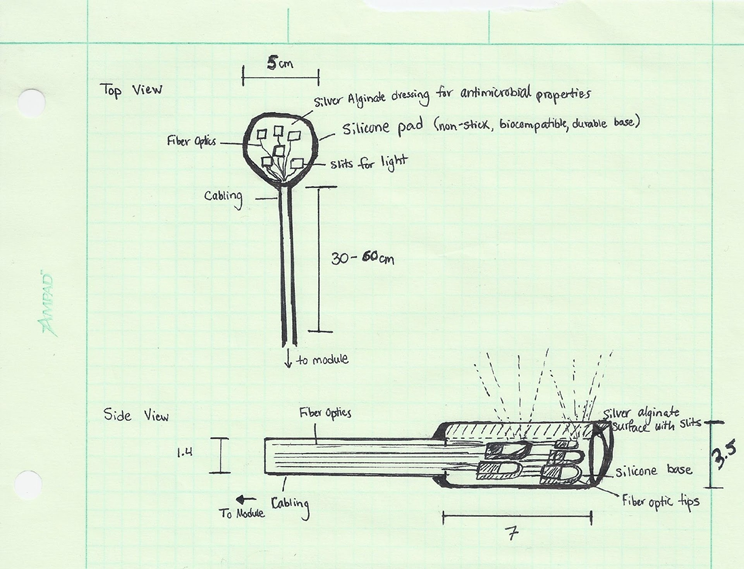 5cm
Top View
Silver Alginate dressing for antimicrobial properties
Silicone pad (non-stick, biocompatible, durable base)
Fiber Optics
Slits for light
Cabling
30-60cm
AMPAD
to module
Side View
Fiber Optics
Silver alginate
surface with slits
1.4
3.5
Silicone base
Fiber optic tips
Cabling
To Module
7